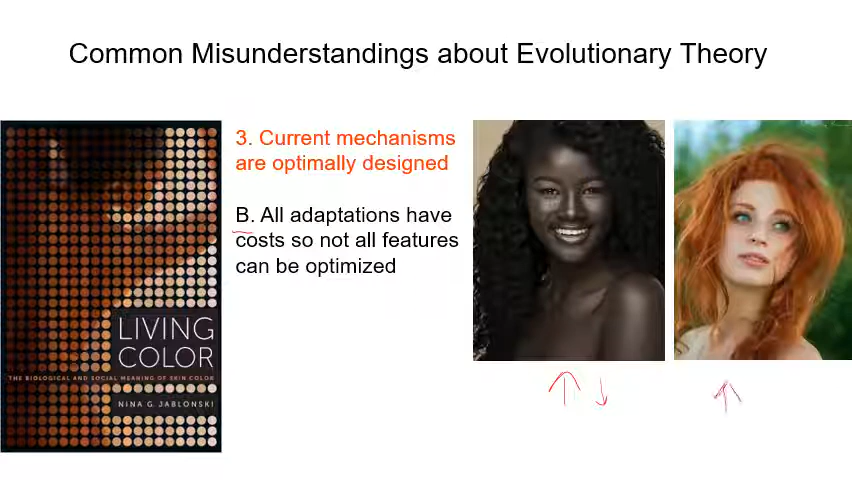 Common Misunderstandings about Evolutionary Theory
3. Current mechanisms
are optimally designed
B. All adaptations have
costs so not all features
can be optimized
LIVING
COLOR
THE BIOLOGICAL AND SOCIAL MEANING OF SKIN COLOR
NINA G. JABLONSKI